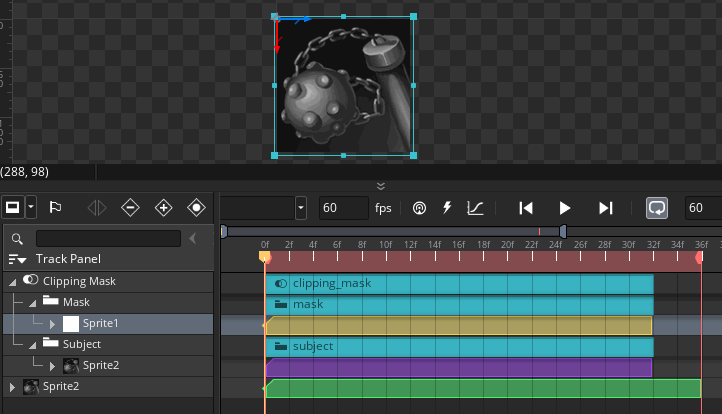 (288, 98)
60 fps 60
Track Panel
0f 2f 4f 6f 8f 10f 12f 14f 16f 18f 20f 22f 24f 26f 28f 30f 32f 34f 36f
Clipping Mask clipping_mask
Mask mask
Sprite1
Subject subject
Sprite2
Sprite2